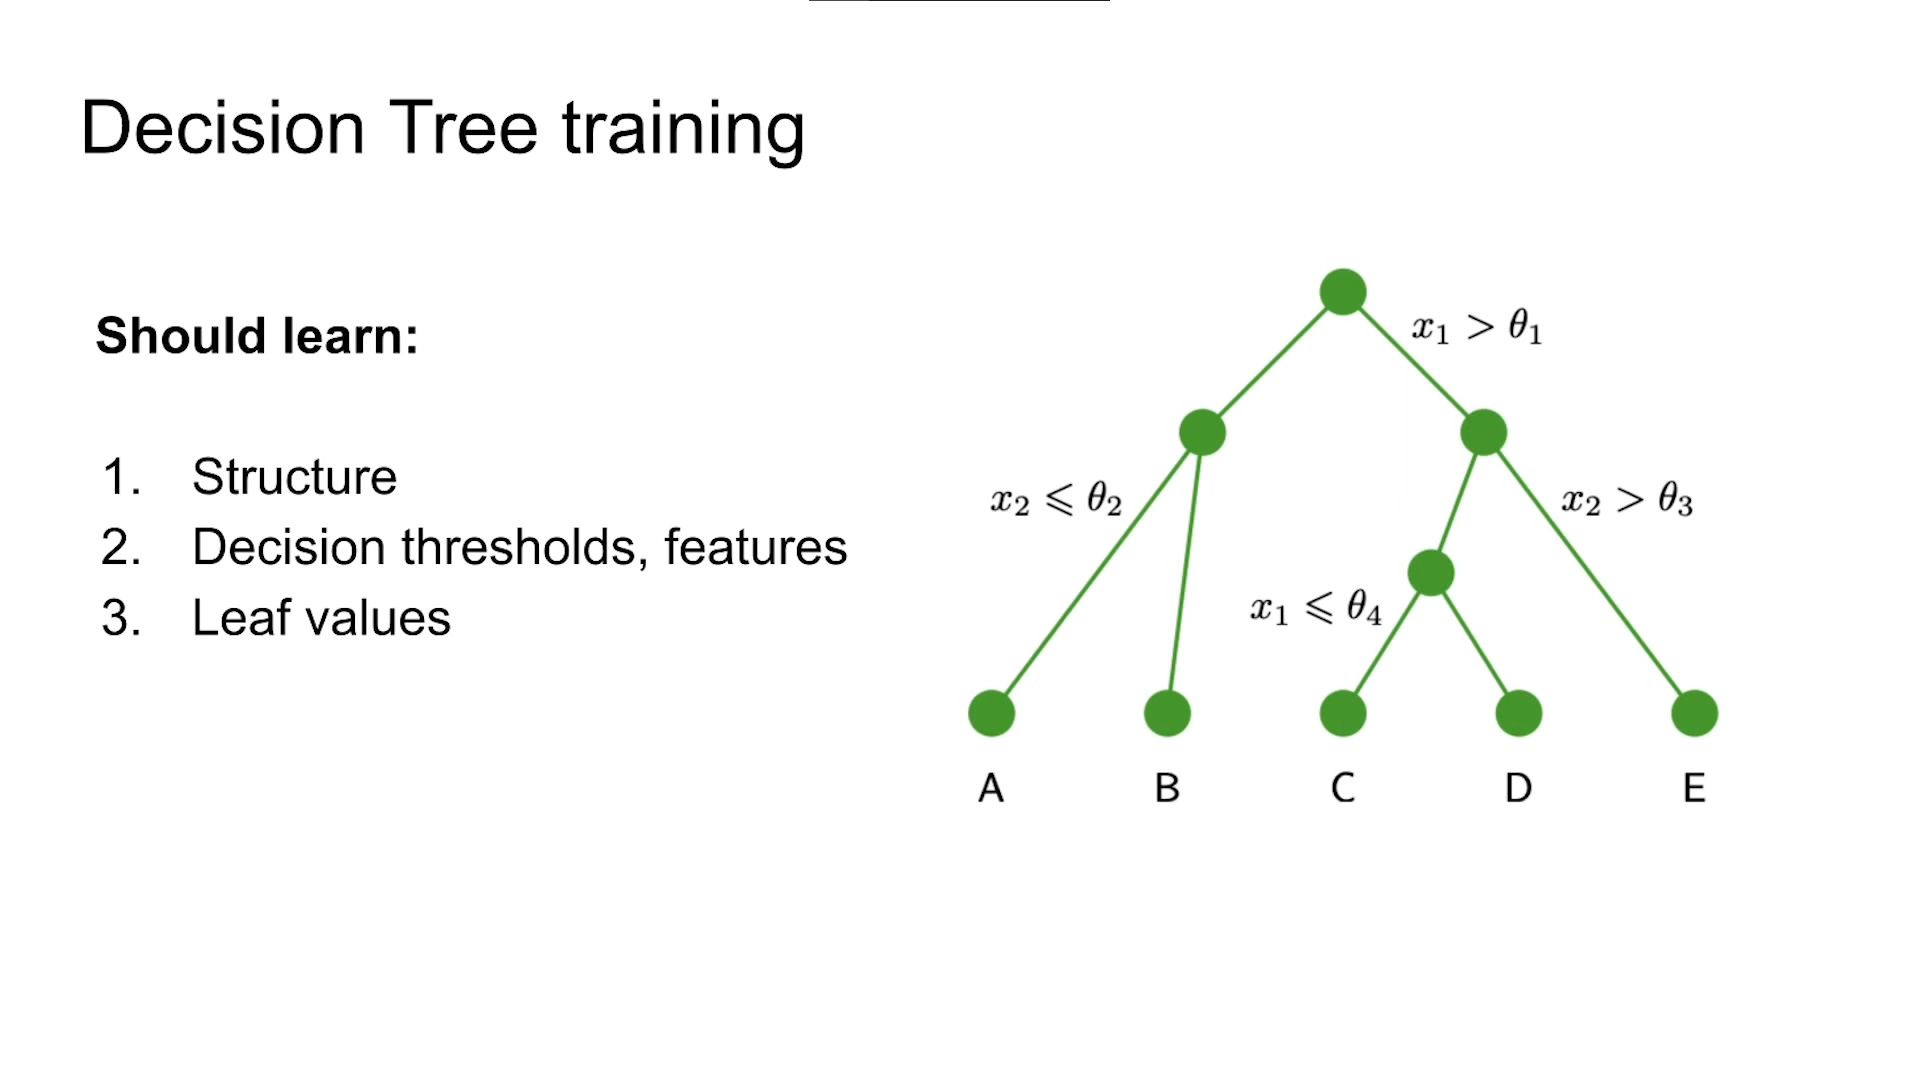 Decision Tree training
Should learn:
1. Structure
2. Decision thresholds, features
3. Leaf values
x₁ > θ₁
x₂ ⩽ θ₂
x₂ > θ₃
x₁ ⩽ θ₄
A B C D E